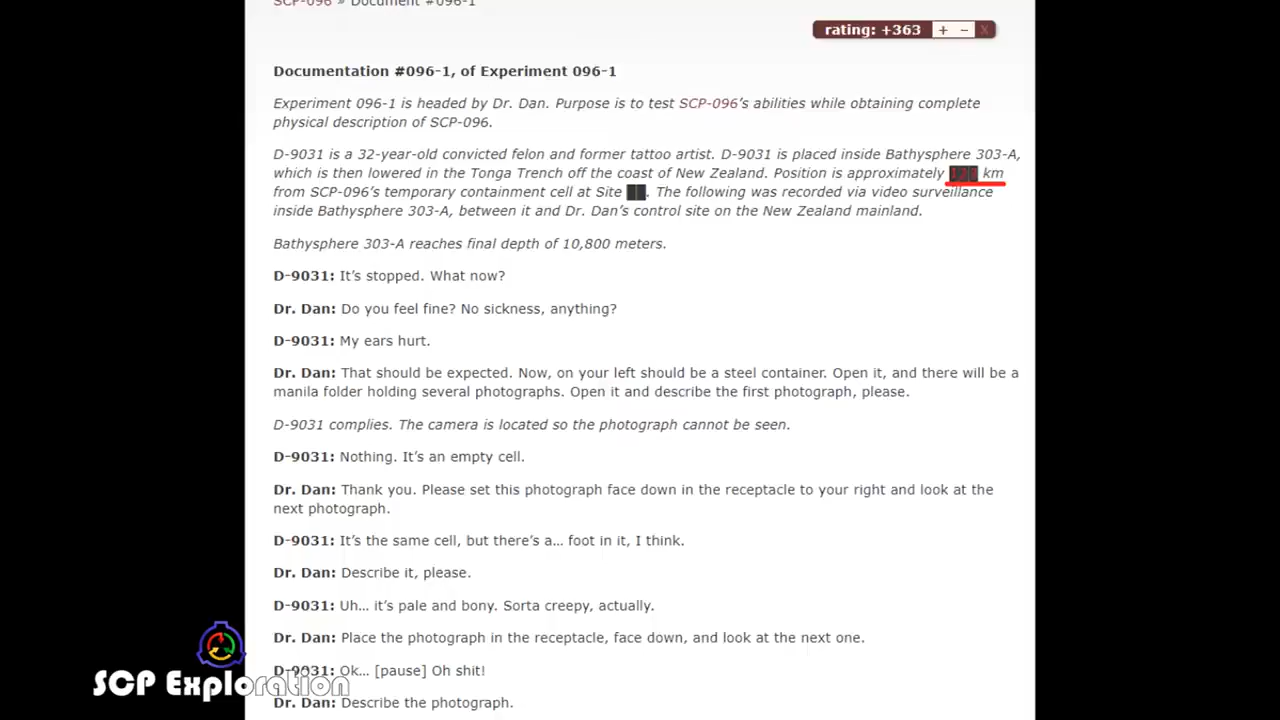 SCP-096 » Document #096-1
rating: +363 + − X
Documentation #096-1, of Experiment 096-1
Experiment 096-1 is headed by Dr. Dan. Purpose is to test SCP-096’s abilities while obtaining complete
physical description of SCP-096.
D-9031 is a 32-year-old convicted felon and former tattoo artist. D-9031 is placed inside Bathysphere 303-A,
which is then lowered in the Tonga Trench off the coast of New Zealand. Position is approximately ███ km
from SCP-096’s temporary containment cell at Site ██. The following was recorded via video surveillance
inside Bathysphere 303-A, between it and Dr. Dan’s control site on the New Zealand mainland.
Bathysphere 303-A reaches final depth of 10,800 meters.
D-9031: It’s stopped. What now?
Dr. Dan: Do you feel fine? No sickness, anything?
D-9031: My ears hurt.
Dr. Dan: That should be expected. Now, on your left should be a steel container. Open it, and there will be a
manila folder holding several photographs. Open it and describe the first photograph, please.
D-9031 complies. The camera is located so the photograph cannot be seen.
D-9031: Nothing. It’s an empty cell.
Dr. Dan: Thank you. Please set this photograph face down in the receptacle to your right and look at the
next photograph.
D-9031: It’s the same cell, but there’s a… foot in it, I think.
Dr. Dan: Describe it, please.
D-9031: Uh… it’s pale and bony. Sorta creepy, actually.
Dr. Dan: Place the photograph in the receptacle, face down, and look at the next one.
D-9031: Ok… [pause] Oh shit!
SCP Exploration
Dr. Dan: Describe the photograph.